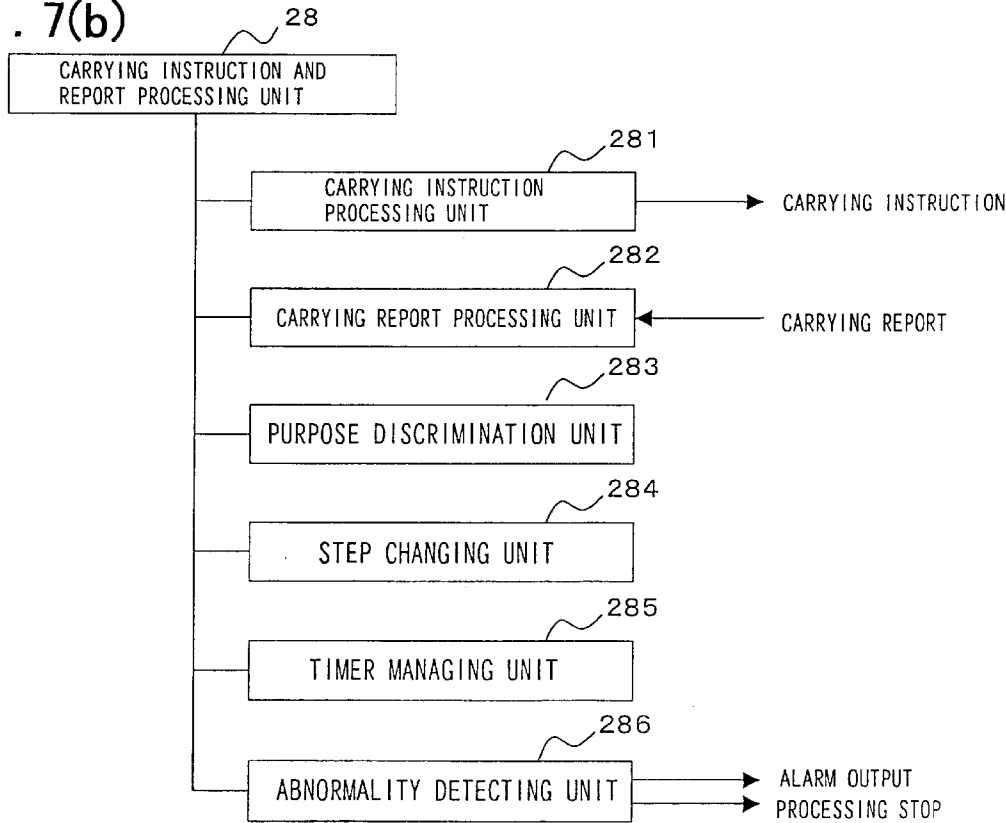 . 7(b)
28
CARRYING INSTRUCTION AND
REPORT PROCESSING UNIT
281
CARRYING INSTRUCTION
PROCESSING UNIT
CARRYING INSTRUCTION
282
CARRYING REPORT PROCESSING UNIT
CARRYING REPORT
283
PURPOSE DISCRIMINATION UNIT
284
STEP CHANGING UNIT
285
TIMER MANAGING UNIT
286
ABNORMALITY DETECTING UNIT
ALARM OUTPUT
PROCESSING STOP